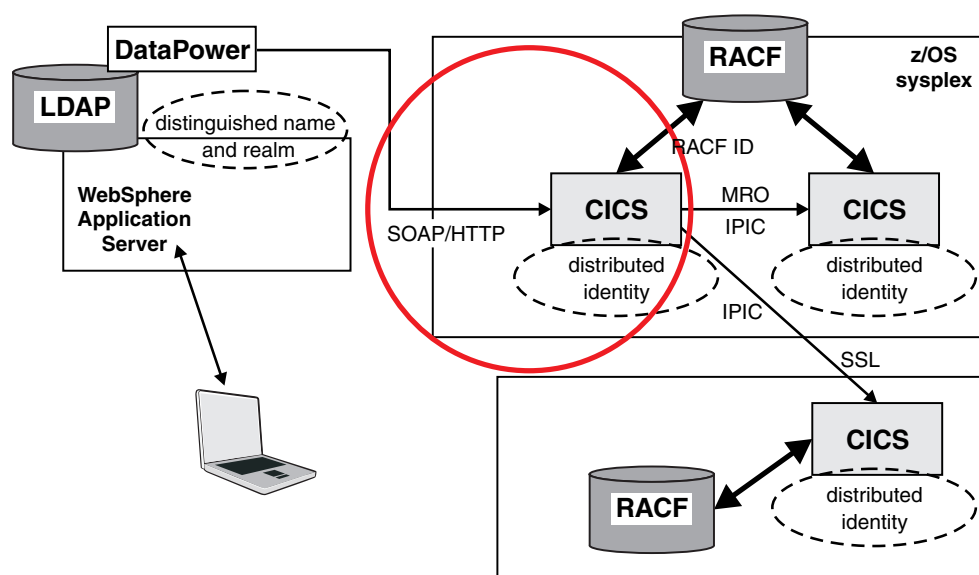 DataPower
LDAP
distinguished name
and realm
WebSphere
Application
Server
SOAP/HTTP
RACF
z/OS
sysplex
RACF ID
CICS
MRO
IPIC
CICS
distributed
identity
distributed
identity
IPIC
SSL
CICS
RACF
distributed
identity